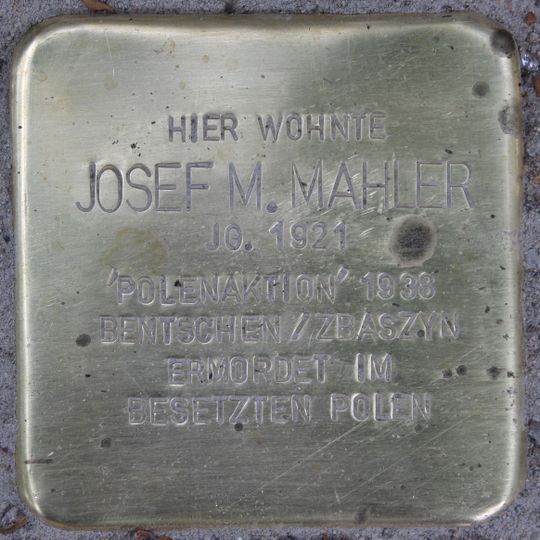 HIER WOHNTE
JOSEF M. MAHLER
JG. 1921
'POLENAKTION' 1938
BENTSCHEN/ZBASZYN
ERMORDET IM
BESETZTEN POLEN